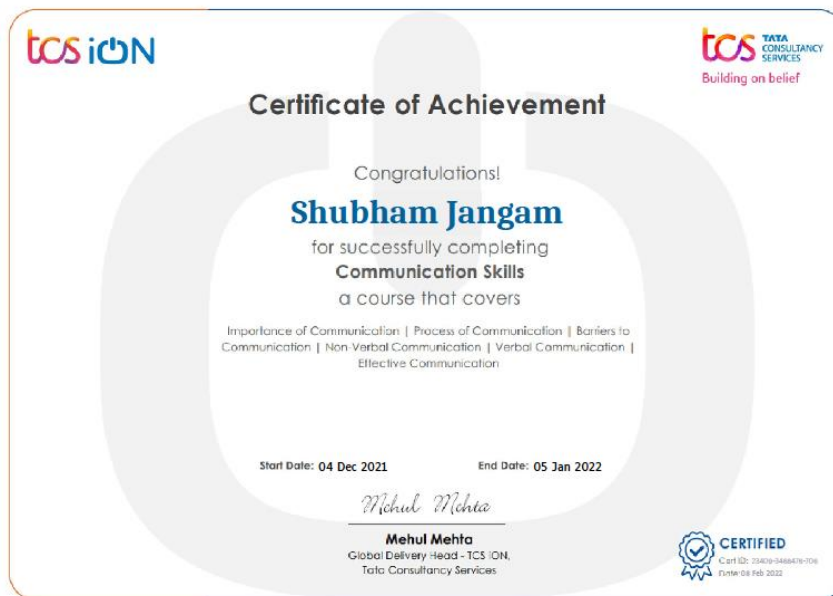 tcs iON
tcs TATA
CONSULTANCY
SERVICES
Building on belief
Certificate of Achievement
Congratulations!
Shubham Jangam
for successfully completing
Communication Skills
a course that covers
Importance of Communication | Process of Communication | Barriers to
Communication | Non-Verbal Communication | Verbal Communication |
Effective Communication
Start Date: 04 Dec 2021 End Date: 05 Jan 2022
Mehul Mehta
Mehul Mehta
Global Delivery Head - TCS iON,
Tata Consultancy Services
CERTIFIED
Cert ID:
Date: 06 Feb 2022